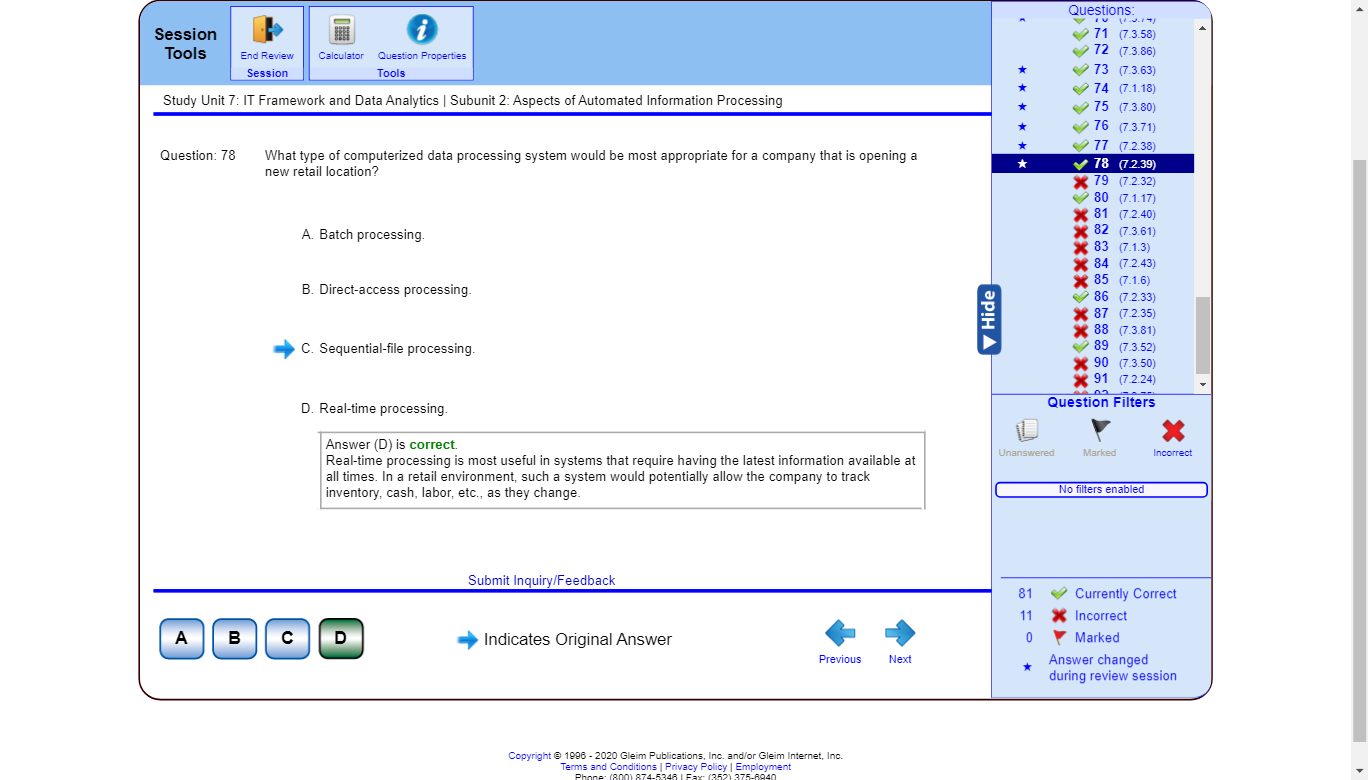 Session
Tools
End Review
Session
Calculator
Question Properties
Tools
Study Unit 7: IT Framework and Data Analytics | Subunit 2: Aspects of Automated Information Processing
Question: 78
What type of computerized data processing system would be most appropriate for a company that is opening a
new retail location?
A. Batch processing.
B. Direct-access processing.
C. Sequential-file processing.
D. Real-time processing.
Answer (D) is correct.
Real-time processing is most useful in systems that require having the latest information available at
all times. In a retail environment, such a system would potentially allow the company to track
inventory, cash, labor, etc., as they change.
Submit Inquiry/Feedback
A B C D
Indicates Original Answer
Previous
Next
Hide
Questions:
70 (7.3.74)
71 (7.3.58)
72 (7.3.86)
73 (7.3.63)
74 (7.1.18)
75 (7.3.80)
76 (7.3.71)
77 (7.2.38)
78 (7.2.39)
79 (7.2.32)
80 (7.1.17)
81 (7.2.40)
82 (7.3.61)
83 (7.1.3)
84 (7.2.43)
85 (7.1.6)
86 (7.2.33)
87 (7.2.35)
88 (7.3.81)
89 (7.3.52)
90 (7.3.50)
91 (7.2.24)
Question Filters
Unanswered
Marked
Incorrect
No filters enabled
81 Currently Correct
11 Incorrect
0 Marked
Answer changed
during review session
Copyright © 1996 - 2020 Gleim Publications, Inc. and/or Gleim Internet, Inc.
Terms and Conditions | Privacy Policy | Employment
Phone: (800) 874-5346 | Fax: (352) 375-6940